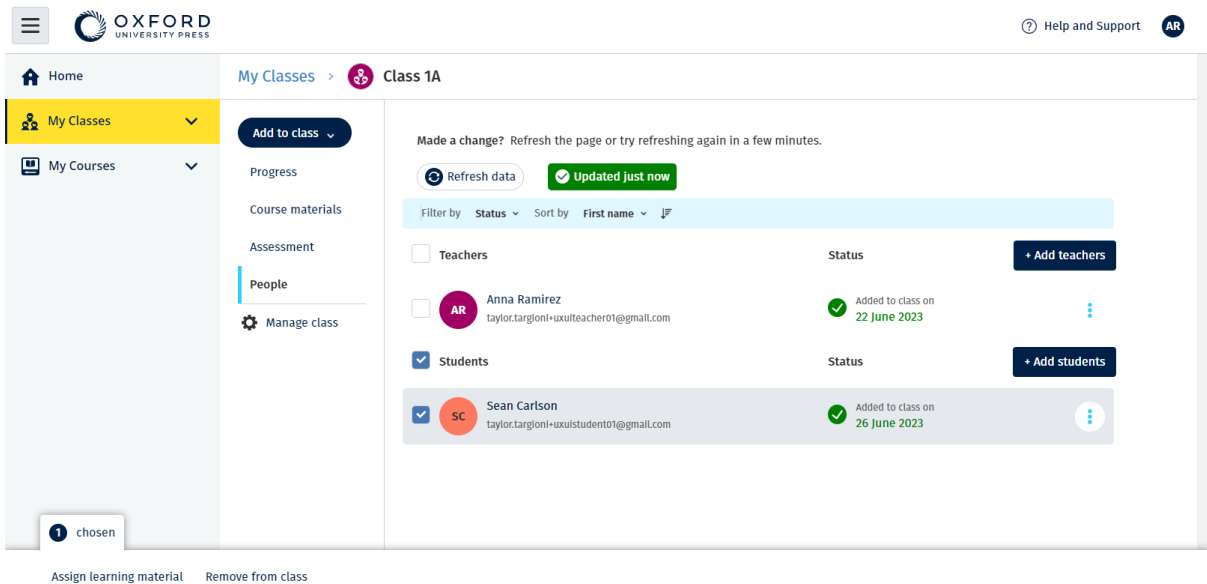 OXFORD
UNIVERSITY PRESS
Help and Support
AR
Home
My Classes
My Courses
My Classes > Class 1A
Add to class
Progress
Course materials
Assessment
People
Manage class
Made a change? Refresh the page or try refreshing again in a few minutes.
Refresh data
Updated just now
Filter by Status Sort by First name
Teachers Status + Add teachers
AR
Anna Ramirez
taylor.targioni+uxuiteacher01@gmail.com
Added to class on
22 June 2023
Students Status + Add students
SC
Sean Carlson
taylor.targioni+uxuistudent01@gmail.com
Added to class on
26 June 2023
1 chosen
Assign learning material Remove from class